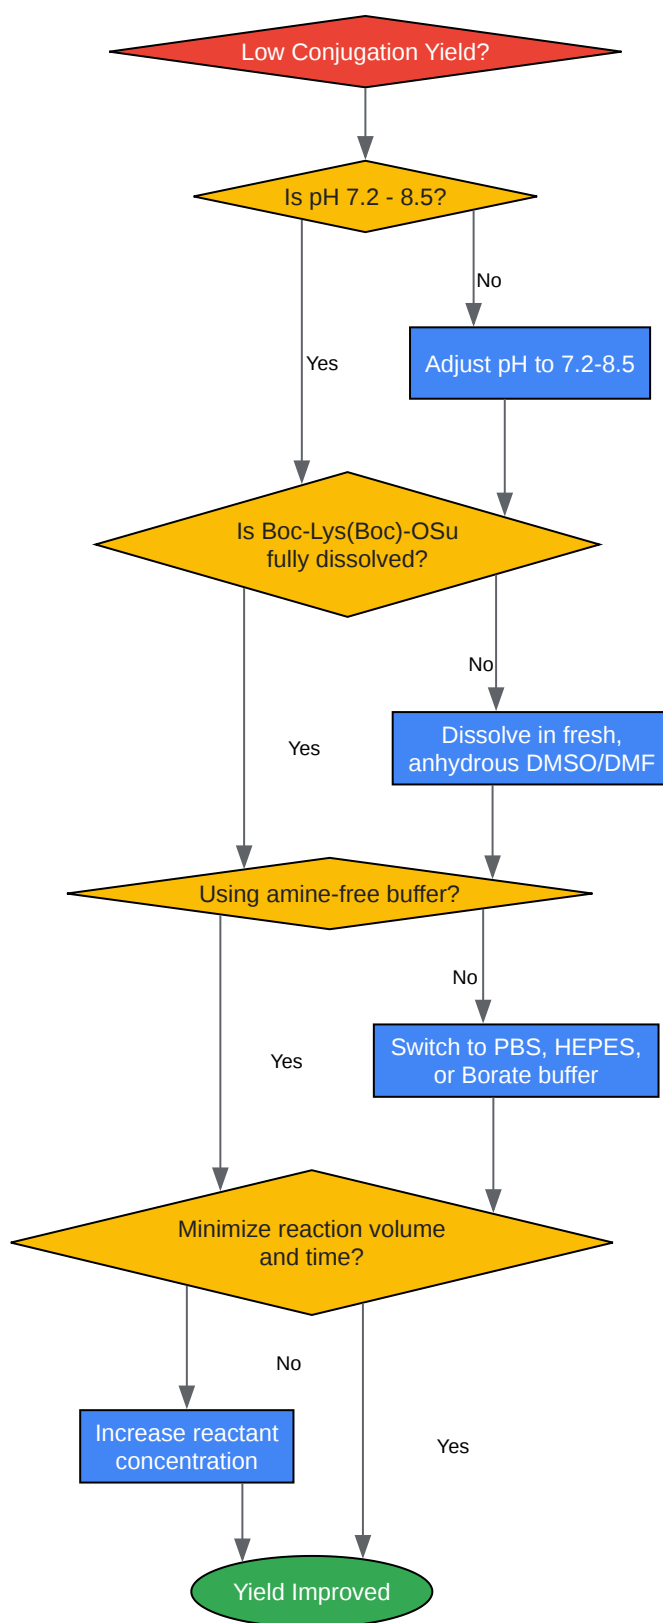 Low Conjugation Yield?
Is pH 7.2 - 8.5?
No
Yes
Adjust pH to 7.2-8.5
Is Boc-Lys(Boc)-OSu
fully dissolved?
No
Yes
Dissolve in fresh,
anhydrous DMSO/DMF
Using amine-free buffer?
No
Yes
Switch to PBS, HEPES,
or Borate buffer
Minimize reaction volume
and time?
No
Yes
Increase reactant
concentration
Yield Improved